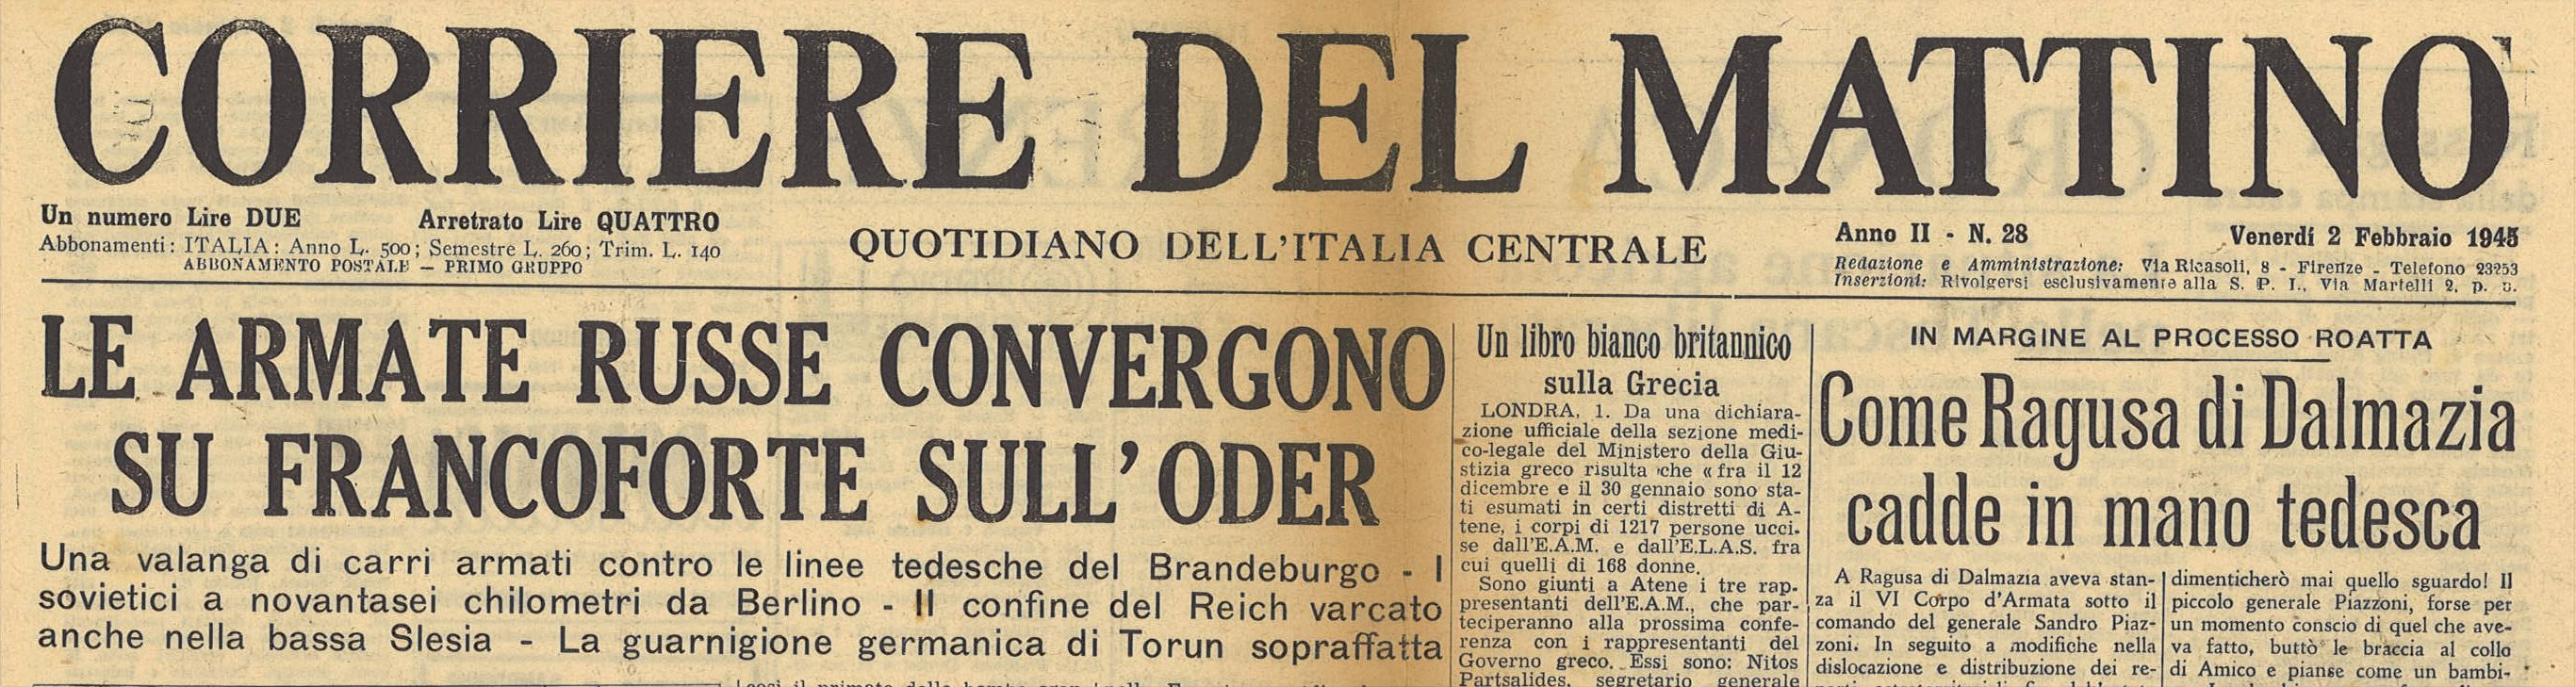 CORRIERE DEL MATTINO
Un numero Lire DUE Arretrato Lire QUATTRO
Abbonamenti: ITALIA: Anno L. 500; Semestre L. 260; Trim. L. 140
ABBONAMENTO POSTALE — PRIMO GRUPPO
QUOTIDIANO DELL'ITALIA CENTRALE
Anno II - N. 28 Venerdí 2 Febbraio 1945
Redazione e Amministrazione: Via Ricasoli, 8 - Firenze - Telefono 23253
Inserzioni: Rivolgersi esclusivamente alla S. P. I., Via Martelli 2, p. p.
LE ARMATE RUSSE CONVERGONO
SU FRANCOFORTE SULL'ODER
Una valanga di carri armati contro le linee tedesche del Brandeburgo - I
sovietici a novantasei chilometri da Berlino - Il confine del Reich varcato
anche nella bassa Slesia - La guarnigione germanica di Torun sopraffatta
Un libro bianco britannico
sulla Grecia
LONDRA, 1. Da una dichiara-
zione ufficiale della sezione medi-
co-legale del Ministero della Giu-
stizia greco risulta che « fra il 12
dicembre e il 30 gennaio sono sta-
ti esumati in certi distretti di A-
tene, i corpi di 1217 persone ucci-
se dall'E.A.M. e dall'E.L.A.S. fra
cui quelli di 168 donne.
Sono giunti a Atene i tre rap-
presentanti dell'E.A.M., che par-
teciperanno alla prossima confe-
renza con i rappresentanti del
Governo greco. Essi sono: Nitos
Partsalides, segretario generale
IN MARGINE AL PROCESSO ROATTA
Come Ragusa di Dalmazia
cadde in mano tedesca
A Ragusa di Dalmazia aveva stan-
za il VI Corpo d'Armata sotto il
comando del generale Sandro Piaz-
zoni. In seguito a modifiche nella
dislocazione e distribuzione dei re-
dimenticherò mai quello sguardo! Il
piccolo generale Piazzoni, forse per
un momento conscio di quel che ave-
va fatto, buttò le braccia al collo
di Amico e pianse come un bambi-